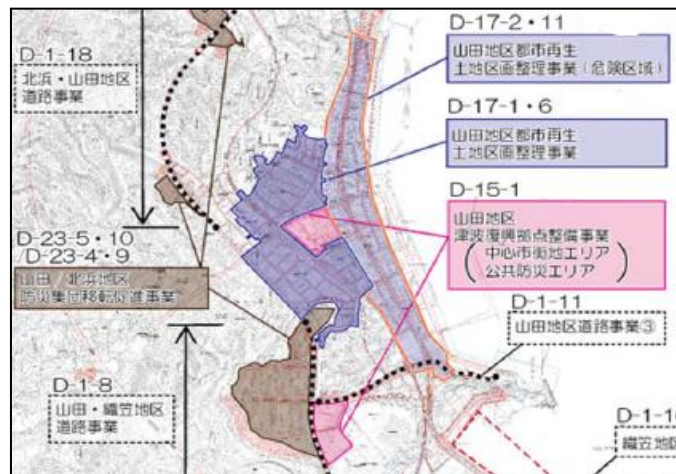 D-17-2・11
山田地区都市再生
土地区画整理事業(危険区域)
D-1-18
北浜・山田地区
道路事業
D-17-1・6
山田地区都市再生
土地区画整理事業
D-15-1
山田地区
津波復興拠点整備事業
(中心市街地エリア
公共防災エリア)
D-23-5・10
D-23-4・9
山田・北浜地区
防災集団移転促進事業
D-1-11
山田地区道路事業③
D-1-8
山田・織笠地区
道路事業
D-1-1
織笠地区